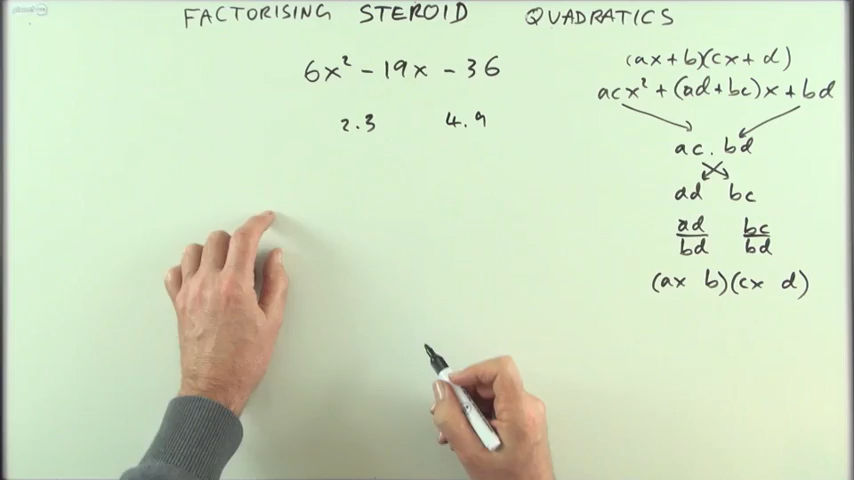 FACTORISING STEROID QUADRATICS
6x² - 19x - 36
2.3 4.9
(ax + b)(cx + d)
acx² + (ad + bc)x + bd
ac . bd
ad bc
ad/bd bc/bd
(ax b)(cx d)